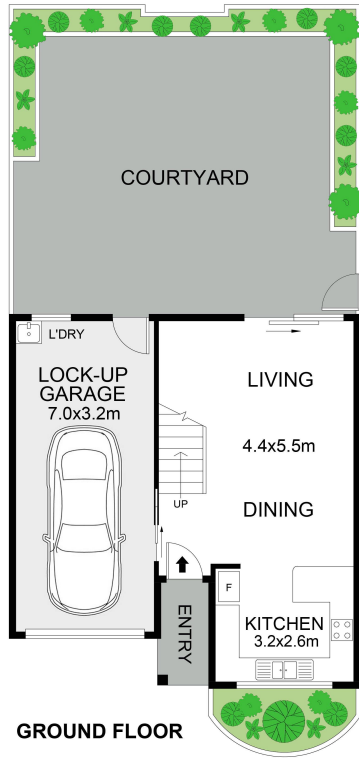 COURTYARD
L'DRY
LOCK-UP
GARAGE
7.0x3.2m
LIVING
4.4x5.5m
UP
DINING
F
ENTRY
KITCHEN
3.2x2.6m
GROUND FLOOR